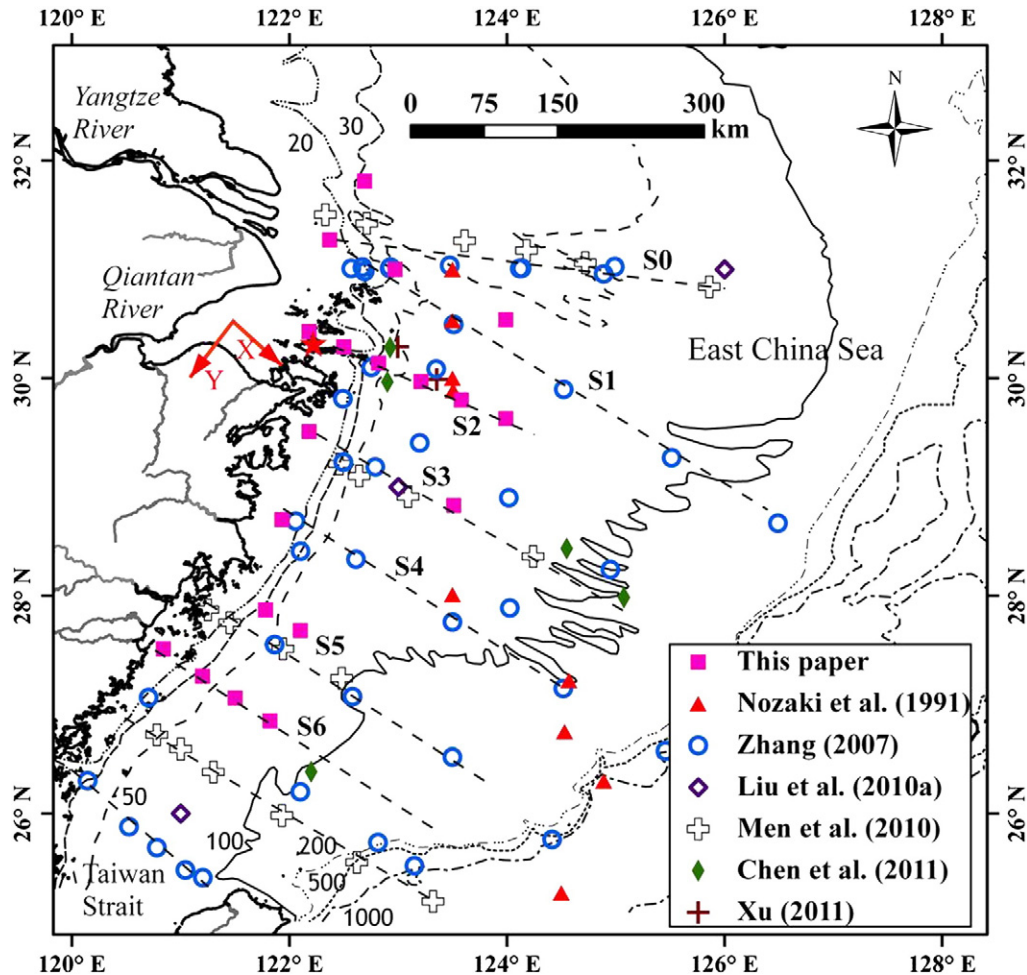 120° E 122° E 124° E 126° E 128° E
N
Yangtze
River
0 75 150 300
km
30
20
32° N 32° N
S0
Qiantan
River
X
Y
East China Sea
30° N 30° N
S1
S2
S3
S4
28° N 28° N
S5
S6
This paper
Nozaki et al. (1991)
Zhang (2007)
Liu et al. (2010a)
Men et al. (2010)
Chen et al. (2011)
Xu (2011)
50
26° N 26° N
100
200
500
1000
Taiwan
Strait
120° E 122° E 124° E 126° E 128° E